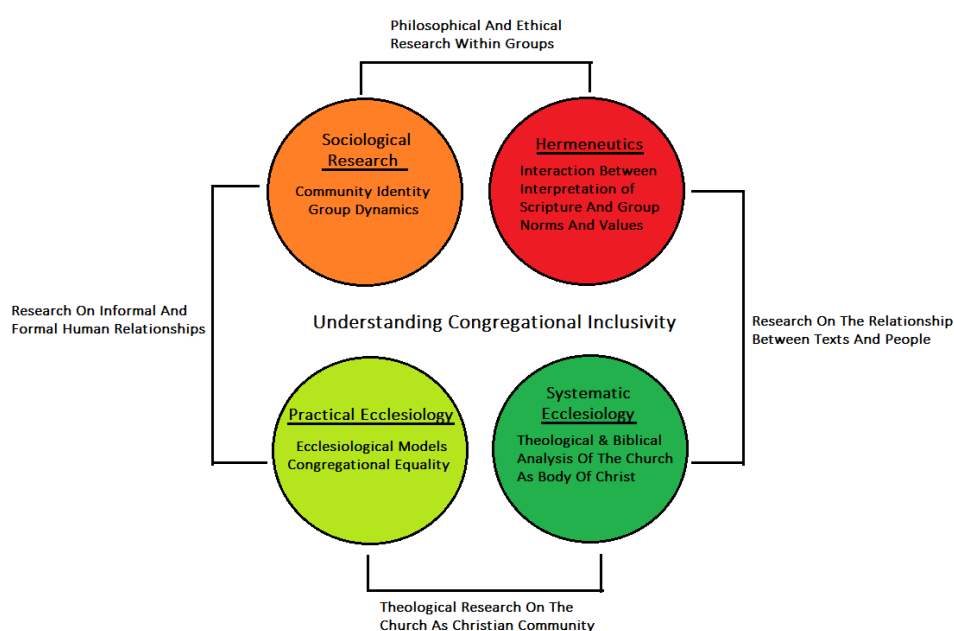 Philosophical And Ethical
Research Within Groups
Sociological
Research
Community Identity
Group Dynamics
Hermeneutics
Interaction Between
Interpretation of
Scripture And Group
Norms And Values
Research On Informal And
Formal Human Relationships
Understanding Congregational Inclusivity
Research On The Relationship
Between Texts And People
Practical Ecclesiology
Ecclesiological Models
Congregational Equality
Systematic
Ecclesiology
Theological & Biblical
Analysis Of The Church
As Body Of Christ
Theological Research On The
Church As Christian Community